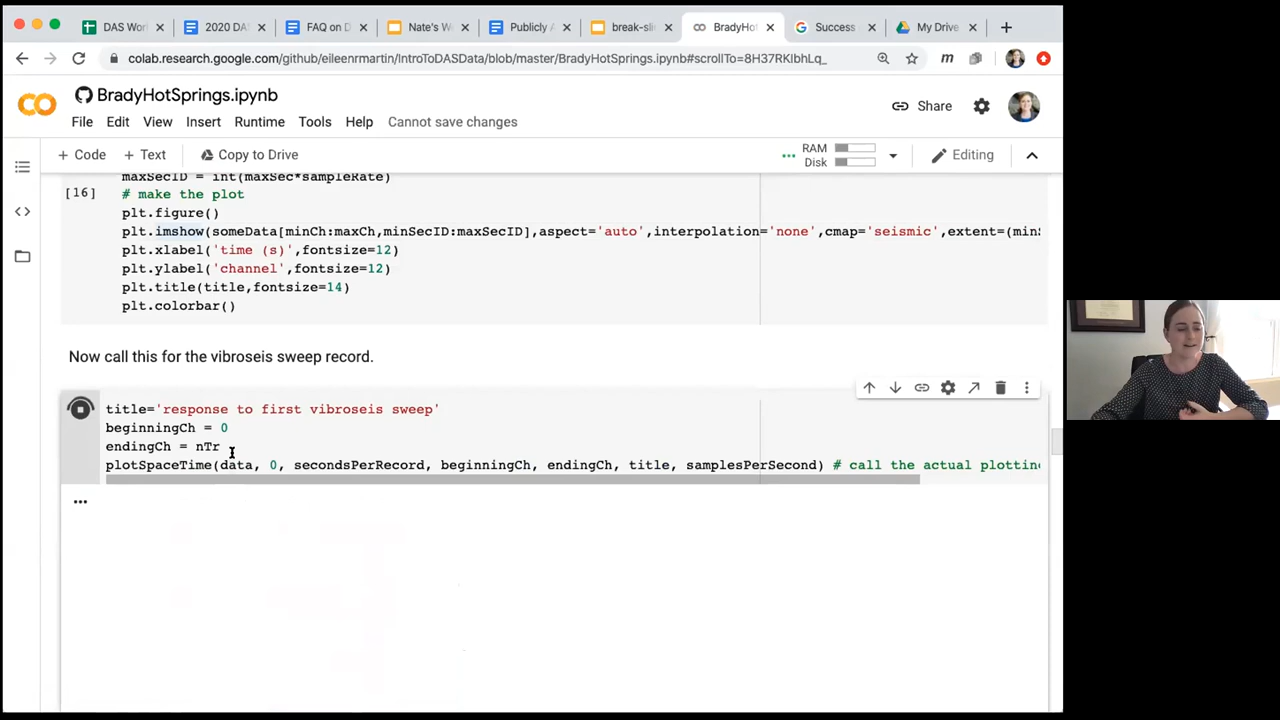 DAS Wor
2020 DA
FAQ on D
Nate's W
Publicly A
break-sli
BradyHo
Success
My Drive
colab.research.google.com/github/eileenrmartin/IntroToDASData/blob/master/BradyHotSprings.ipynb#scrollTo=8H37RKlbhLq_
BradyHotSprings.ipynb
Share
File Edit View Insert Runtime Tools Help Cannot save changes
+ Code + Text Copy to Drive
RAM
Disk
Editing
maxSecID = int(maxSec*sampleRate)
[16]
# make the plot
plt.figure()
plt.imshow(someData[minCh:maxCh,minSecID:maxSecID],aspect='auto',interpolation='none',cmap='seismic',extent=(minS
plt.xlabel('time (s)',fontsize=12)
plt.ylabel('channel',fontsize=12)
plt.title(title,fontsize=14)
plt.colorbar()
Now call this for the vibroseis sweep record.
title='response to first vibroseis sweep'
beginningCh = 0
endingCh = nTr
plotSpaceTime(data, 0, secondsPerRecord, beginningCh, endingCh, title, samplesPerSecond) # call the actual plottin